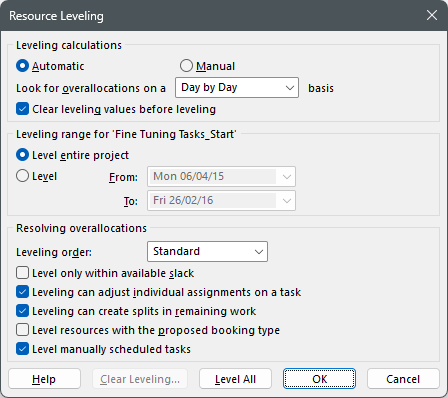 Resource Leveling
Leveling calculations
Automatic Manual
Look for overallocations on a Day by Day basis
Clear leveling values before leveling
Leveling range for 'Fine Tuning Tasks_Start'
Level entire project
Level From: Mon 06/04/15
To: Fri 26/02/16
Resolving overallocations
Leveling order: Standard
Level only within available slack
Leveling can adjust individual assignments on a task
Leveling can create splits in remaining work
Level resources with the proposed booking type
Level manually scheduled tasks
Help Clear Leveling... Level All OK Cancel